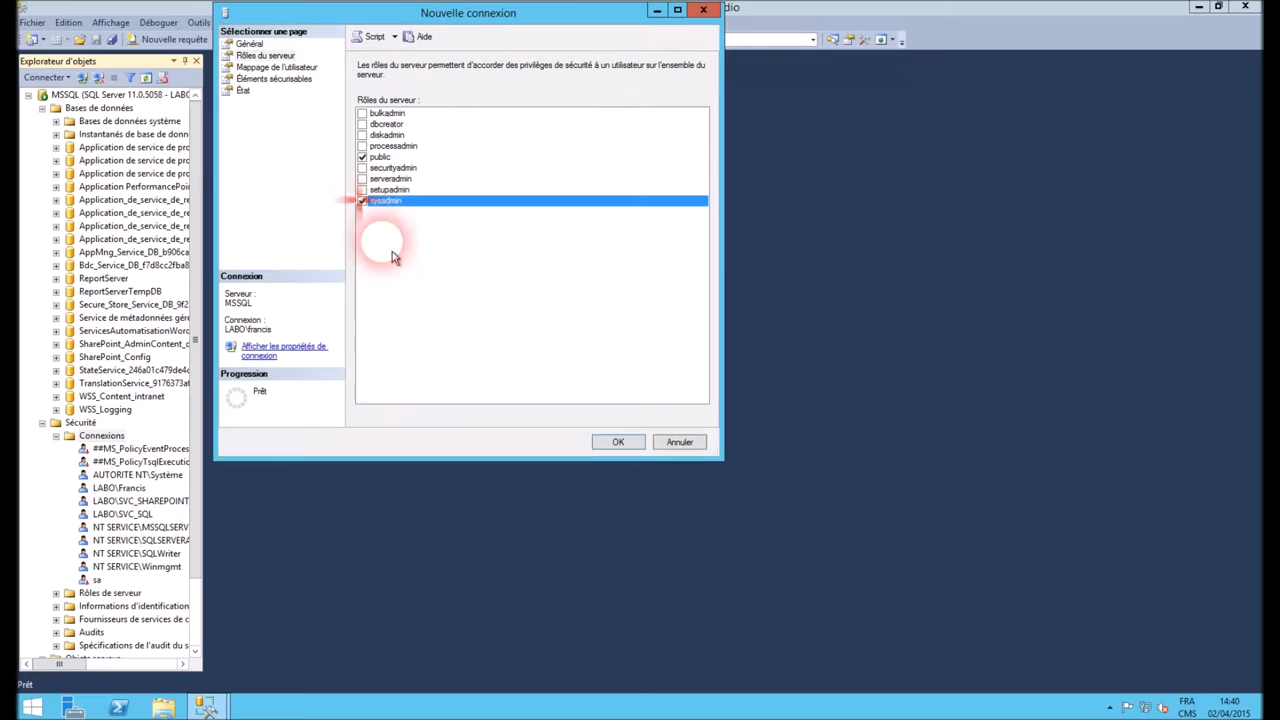 Nouvelle connexion
dio
Fichier Edition Affichage Déboguer Outils
Nouvelle requête
Explorateur d'objets
Connecter
MSSQL (SQL Server 11.0.5058 - LABO
Bases de données
Bases de données système
Instantanés de base de donn
Application de service de pro
Application de service de pro
Application de service de pro
Application PerformancePoin
Application_de_service_de_re
Application_de_service_de_re
Application_de_service_de_re
Application_de_service_de_re
AppMng_Service_DB_b906ca
Bdc_Service_DB_f7d8cc2fba8
ReportServer
ReportServerTempDB
Secure_Store_Service_DB_9f2
Service de métadonnées gére
ServicesAutomatisationWord
SharePoint_AdminContent_d
SharePoint_Config
StateService_246a01c479de4c
TranslationService_9176373af
WSS_Content_intranet
WSS_Logging
Sécurité
Connexions
##MS_PolicyEventProces
##MS_PolicyTsqlExecutio
AUTORITE NT\Système
LABO\Francis
LABO\SVC_SHAREPOINT
LABO\SVC_SQL
NT SERVICE\MSSQLSERV
NT SERVICE\SQLSERVERA
NT SERVICE\SQLWriter
NT SERVICE\Winmgmt
sa
Rôles de serveur
Informations d'identification
Fournisseurs de services de c
Audits
Spécifications de l'audit du s
Prêt
Sélectionner une page
Général
Rôles du serveur
Mappage de l'utilisateur
Éléments sécurisables
État
Connexion
Serveur :
MSSQL
Connexion :
LABO\francis
Afficher les propriétés de
connexion
Progression
Prêt
Script Aide
Les rôles du serveur permettent d'accorder des privilèges de sécurité à un utilisateur sur l'ensemble du
serveur.
Rôles du serveur :
bulkadmin
dbcreator
diskadmin
processadmin
public
securityadmin
serveradmin
setupadmin
sysadmin
OK Annuler
FRA 14:40
CMS 02/04/2015